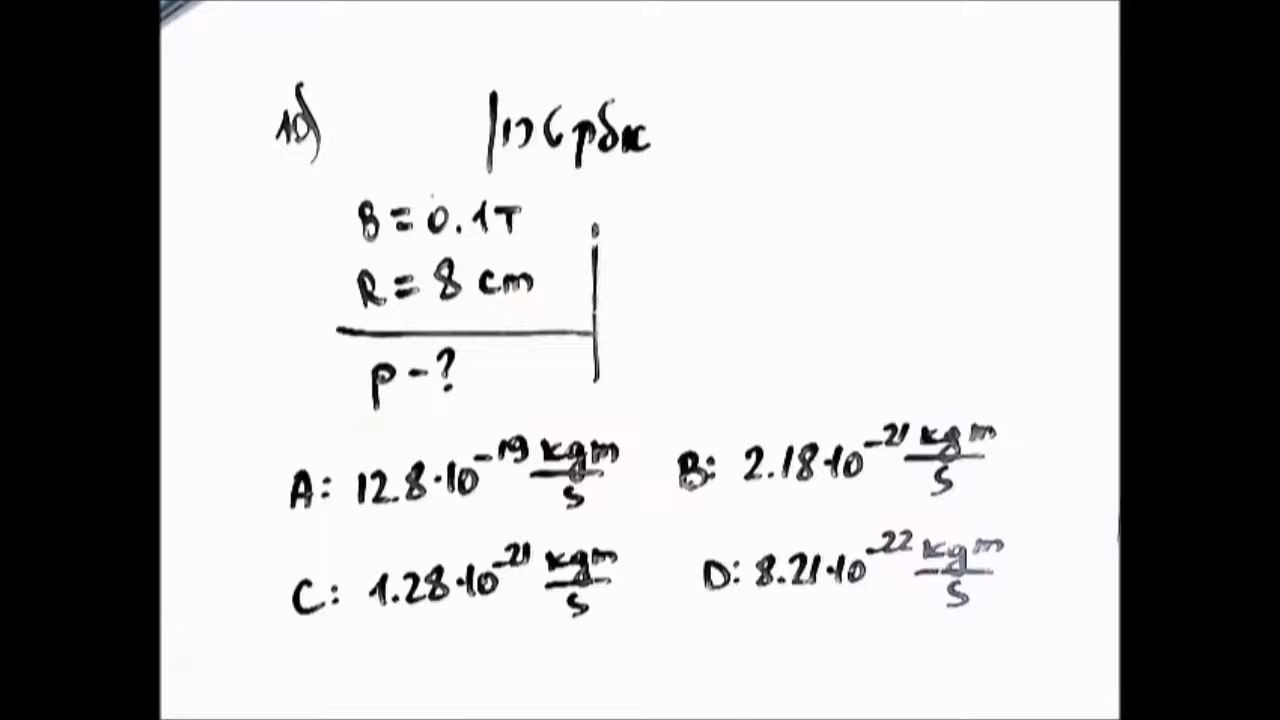 10)
B = 0.1T
R = 8 cm
p - ?
A: 12.8·10⁻¹⁹ kgm/s B: 2.18·10⁻²¹ kgm/s
C: 1.28·10⁻²¹ kgm/s D: 8.21·10⁻²² kgm/s